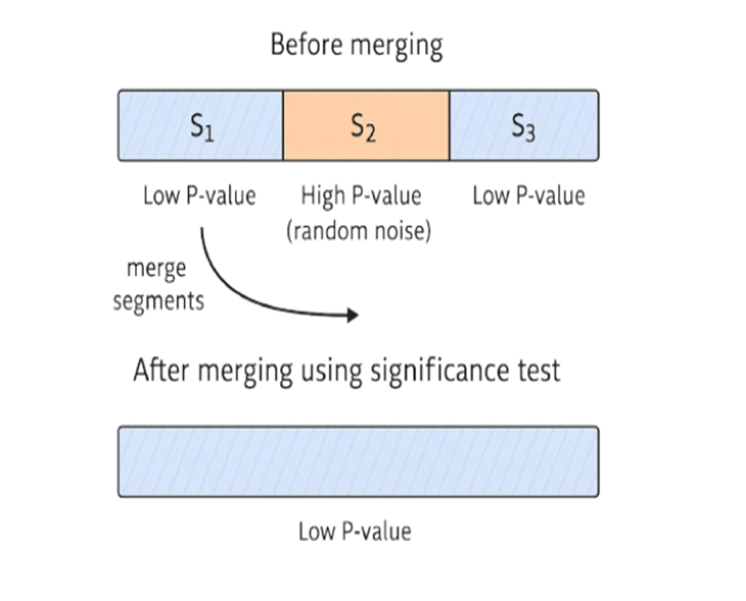 Before merging
S₁ S₂ S₃
Low P-value High P-value Low P-value
(random noise)
merge
segments
After merging using significance test
Low P-value